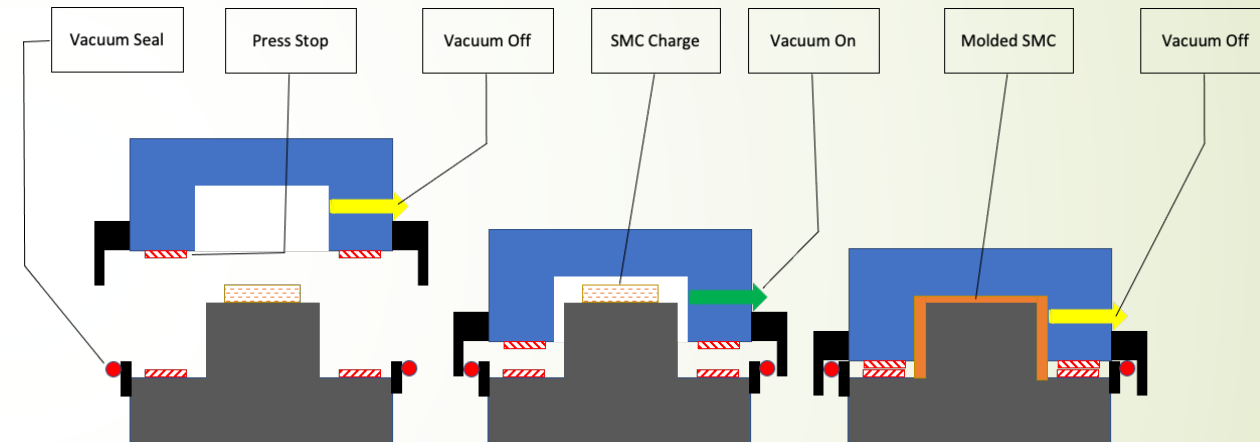 Vacuum Seal
Press Stop
Vacuum Off
SMC Charge
Vacuum On
Molded SMC
Vacuum Off